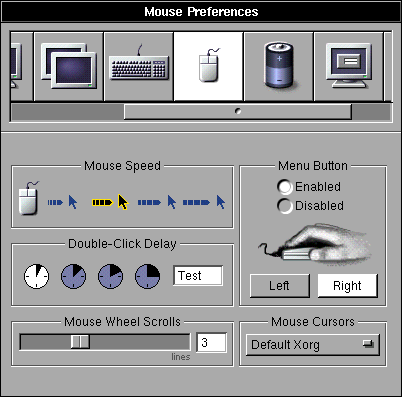 Mouse Preferences
Mouse Speed
Menu Button
Enabled
Disabled
Double-Click Delay
Test
Left
Right
Mouse Wheel Scrolls
3
lines
Mouse Cursors
Default Xorg